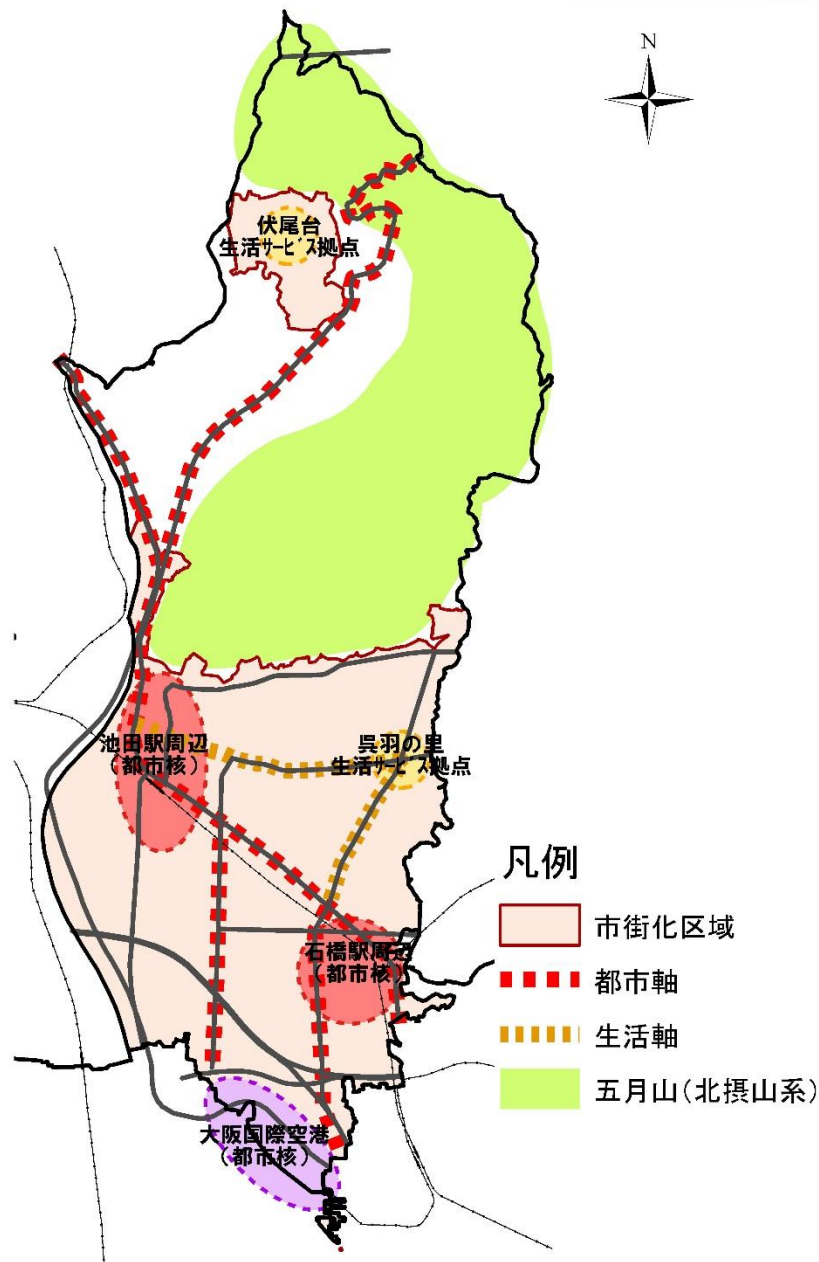 N
伏尾台
生活サービス拠点
池田駅周辺
（都市核）
呉羽の里
生活サービス拠点
石橋駅周辺
（都市核）
大阪国際空港
（都市核）
凡例
市街化区域
都市軸
生活軸
五月山(北摂山系)